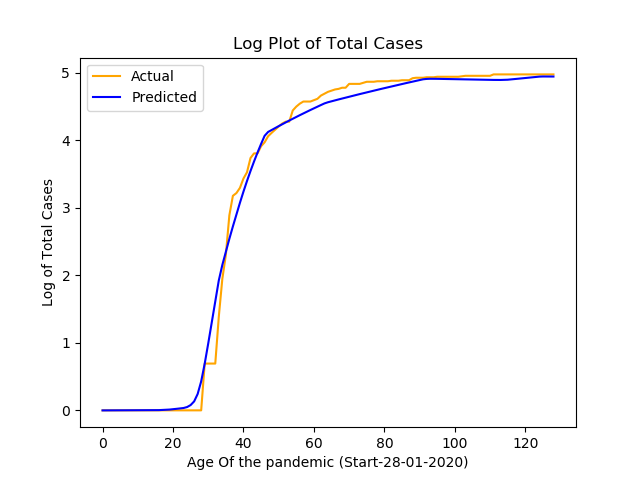 Log Plot of Total Cases
Actual
Predicted
Log of Total Cases
5
4
3
2
1
0
0 20 40 60 80 100 120
Age Of the pandemic (Start-28-01-2020)